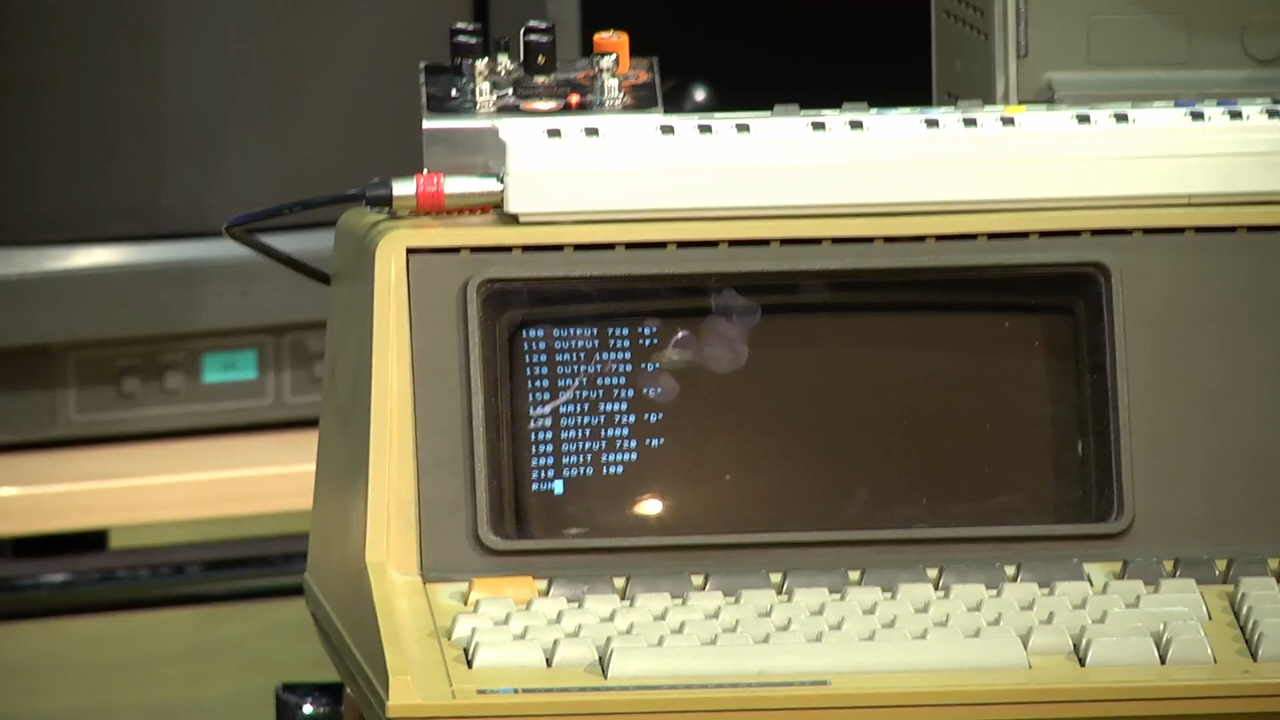 100 OUTPUT 720 "B"
110 OUTPUT 720 "F"
120 WAIT 10000
130 OUTPUT 720 "D"
140 WAIT 6000
150 OUTPUT 720 "C"
160 WAIT 3000
170 OUTPUT 720 "D"
180 WAIT 1000
190 OUTPUT 720 "M"
200 WAIT 20000
210 GOTO 100
RUN